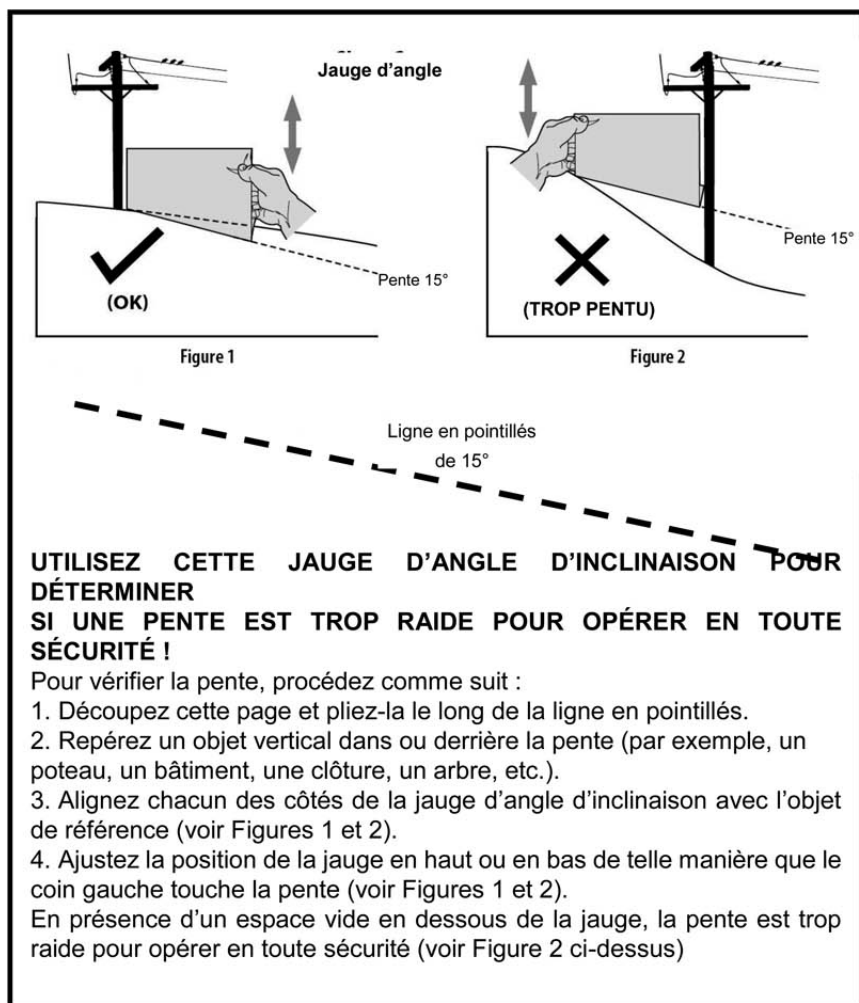 Jauge d’angle
Pente 15°
(OK)
Figure 1
Pente 15°
(TROP PENTU)
Figure 2
Ligne en pointillés
de 15°
UTILISEZ CETTE JAUGE D’ANGLE D’INCLINAISON POUR
DÉTERMINER
SI UNE PENTE EST TROP RAIDE POUR OPÉRER EN TOUTE
SÉCURITÉ !
Pour vérifier la pente, procédez comme suit :
1. Découpez cette page et pliez-la le long de la ligne en pointillés.
2. Repérez un objet vertical dans ou derrière la pente (par exemple, un
poteau, un bâtiment, une clôture, un arbre, etc.).
3. Alignez chacun des côtés de la jauge d’angle d’inclinaison avec l’objet
de référence (voir Figures 1 et 2).
4. Ajustez la position de la jauge en haut ou en bas de telle manière que le
coin gauche touche la pente (voir Figures 1 et 2).
En présence d’un espace vide en dessous de la jauge, la pente est trop
raide pour opérer en toute sécurité (voir Figure 2 ci-dessus)